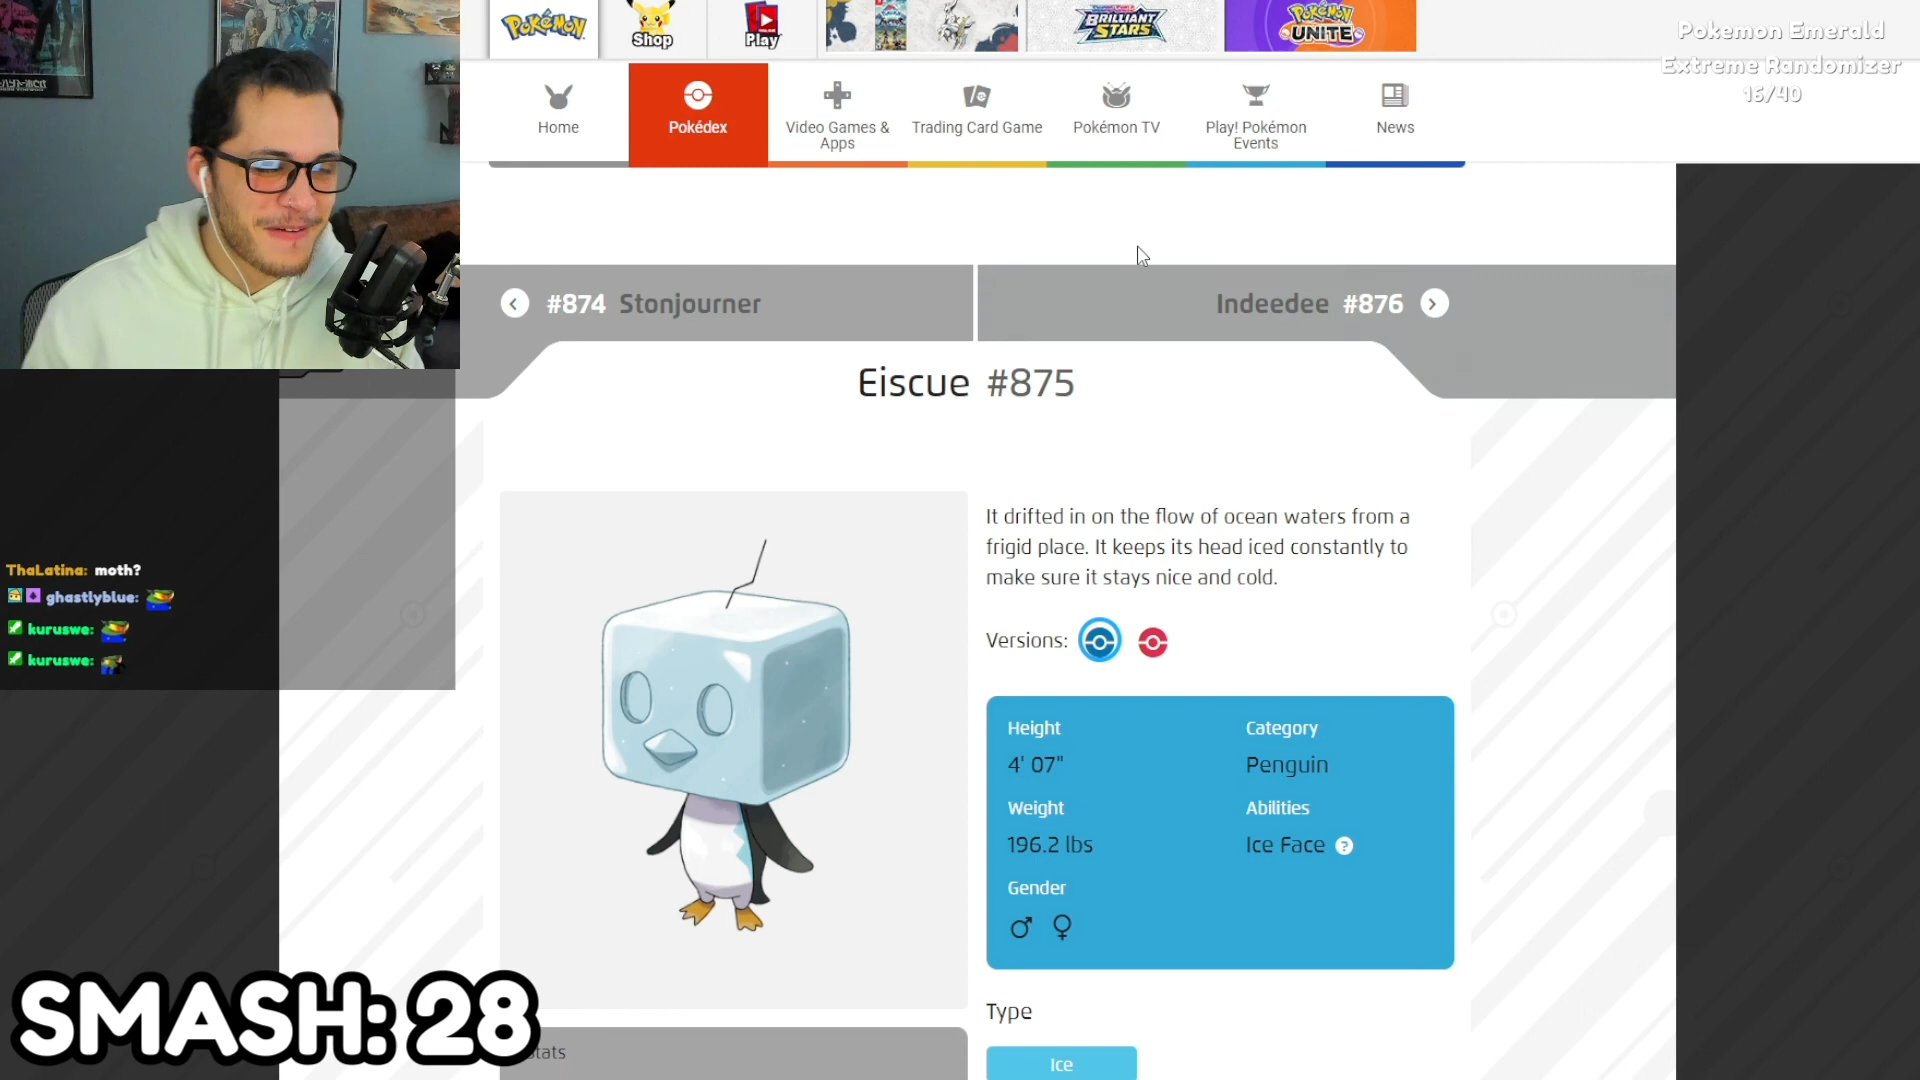 Pokémon
Shop
Play!
BRILLIANT STARS
Pokémon
UNITE
Pokemon Emerald
Extreme Randomizer
16/40
Home
Pokédex
Video Games & Apps
Trading Card Game
Pokémon TV
Play! Pokémon Events
News
#874 Stonjourner
Indeedee #876
Eiscue #875
It drifted in on the flow of ocean waters from a
frigid place. It keeps its head iced constantly to
make sure it stays nice and cold.
Versions:
ThaLatina: moth?
ghastlyblue:
kuruswe:
kuruswe:
Height
4' 07"
Category
Penguin
Weight
196.2 lbs
Abilities
Ice Face ?
Gender
Type
Ice
SMASH: 28